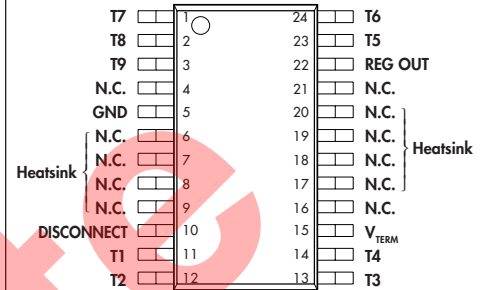 T7 1 24 T6
T8 2 23 T5
T9 3 22 REG OUT
N.C. 4 21 N.C.
GND 5 20 N.C.
N.C. 6 19 N.C.
N.C. 7 18 N.C.
Heatsink Heatsink
N.C. 8 17 N.C.
N.C. 9 16 N.C.
DISCONNECT 10 15 VTERM
T1 11 14 T4
T2 12 13 T3